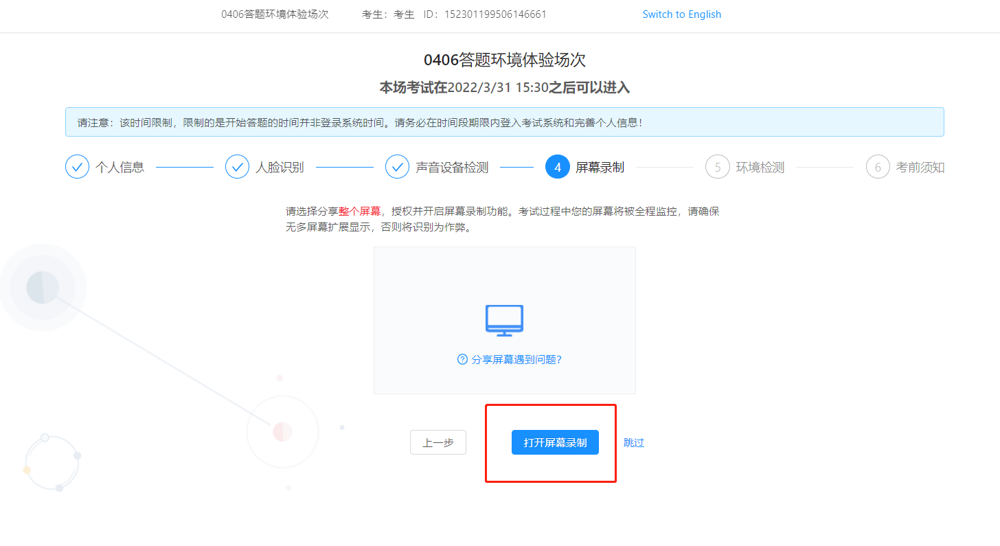 0406答题环境体验场次 考生：考生 ID：152301199506146661 Switch to English
0406答题环境体验场次
本场考试在2022/3/31 15:30之后可以进入
请注意：该时间限制，限制的是开始答题的时间并非登录系统时间。请务必在时间段期限内登入考试系统和完善个人信息！
个人信息 人脸识别 声音设备检测 4 屏幕录制 5 环境检测 6 考前须知
请选择分享整个屏幕，授权并开启屏幕录制功能。考试过程中您的屏幕将被全程监控，请确保
无多屏幕扩展显示，否则将识别为作弊。
? 分享屏幕遇到问题?
上一步 打开屏幕录制 跳过